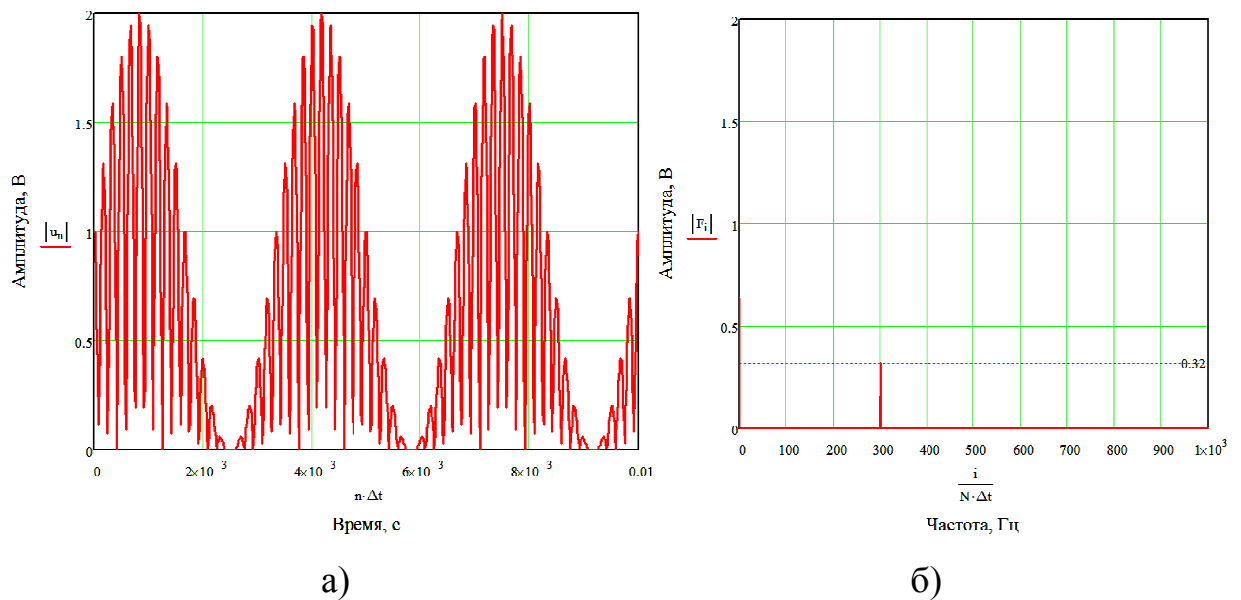 2
1.5
1
0.5
0
Амплитуда, В
|uₙ|
0 2×10 3 4×10 3 6×10 3 8×10 3 0.01
n·Δt
Время, с
а)
2
1.5
1
0.5
0
Амплитуда, В
|Fᵢ|
0.32
0 100 200 300 400 500 600 700 800 900 1×10³
i
N·Δt
Частота, Гц
б)